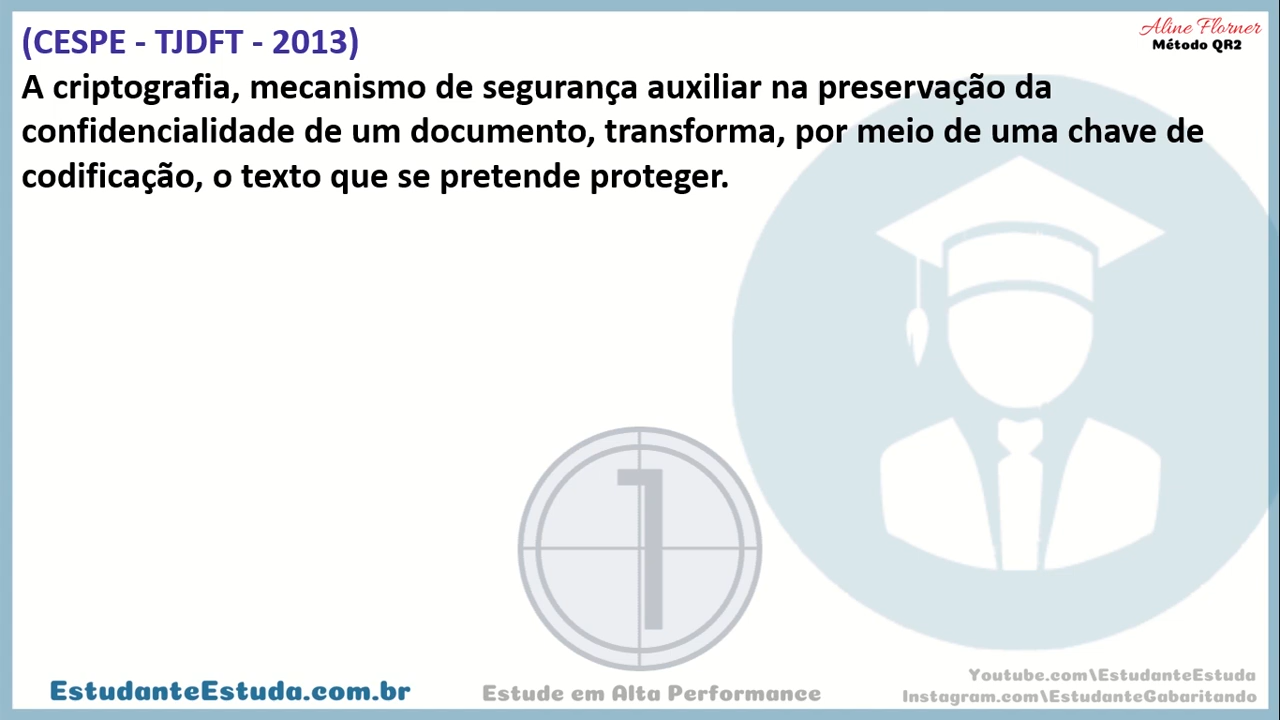 (CESPE - TJDFT - 2013)
Aline Florner
Método QR2
A criptografia, mecanismo de segurança auxiliar na preservação da
confidencialidade de um documento, transforma, por meio de uma chave de
codificação, o texto que se pretende proteger.
1
EstudanteEstuda.com.br
Estude em Alta Performance
Youtube.com\EstudanteEstuda
Instagram.com\EstudanteGabaritando